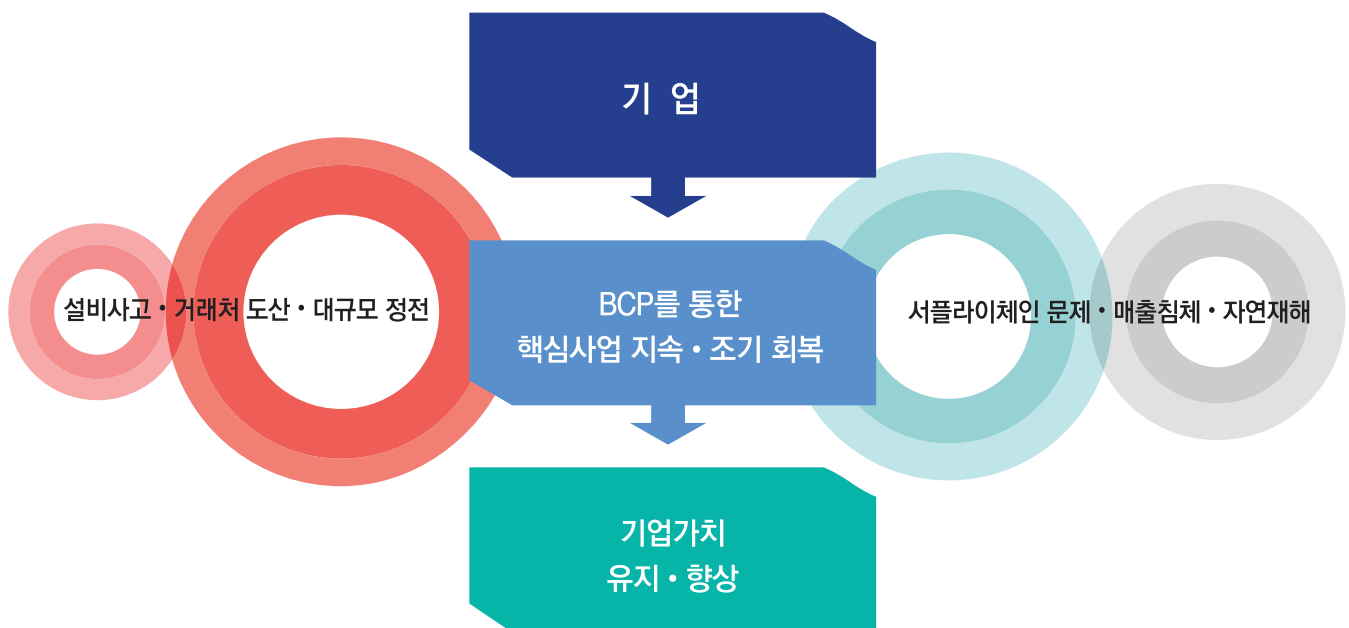 기 업
설비사고・거래처 도산・대규모 정전
BCP를 통한
핵심사업 지속・조기 회복
서플라이체인 문제・매출침체・자연재해
기업가치
유지・향상